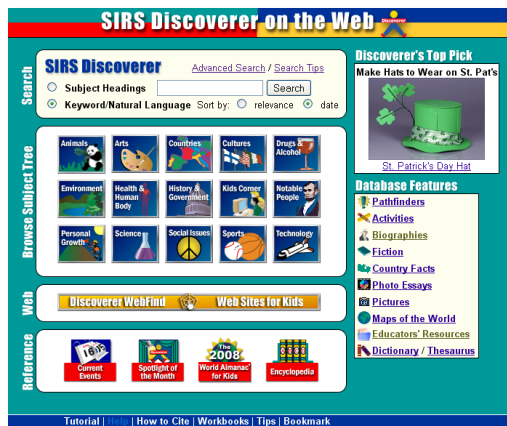 SIRS Discoverer on the Web
Discoverer
Search
SIRS Discoverer
Advanced Search / Search Tips
Subject Headings
Search
Keyword/Natural Language Sort by: relevance date
Browse Subject Tree
Animals
Arts
Countries
Cultures
Drugs & Alcohol
Environment
Health & Human Body
History & Government
Kids Corner
Notable People
Personal Growth
Science
Social Issues
Sports
Technology
Web
Discoverer WebFind
Web Sites for Kids
Reference
Current Events
Spotlight of the Month
The 2008 World Almanac for Kids
Encyclopedia
Discoverer's Top Pick
Make Hats to Wear on St. Pat's
St. Patrick's Day Hat
Database Features
Pathfinders
Activities
Biographies
Fiction
Country Facts
Photo Essays
Pictures
Maps of the World
Educators' Resources
Dictionary / Thesaurus
Tutorial | Help | How to Cite | Workbooks | Tips | Bookmark